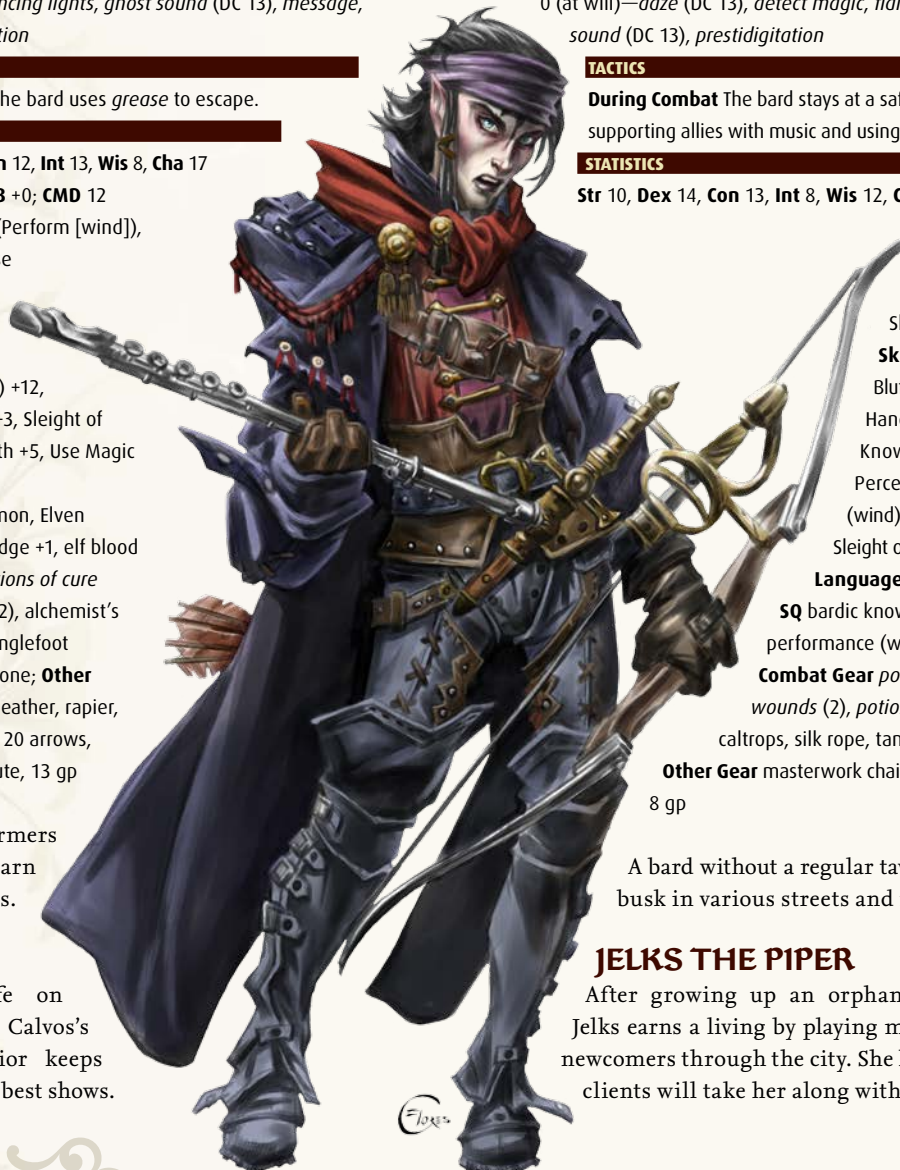 ncing lights, ghost sound (DC 13), message,
tion
he bard uses grease to escape.
n 12, Int 13, Wis 8, Cha 17
B +0; CMD 12
(Perform [wind]),
se
) +12,
+3, Sleight of
th +5, Use Magic
mon, Elven
dge +1, elf blood
ions of cure
2), alchemist's
nglefoot
one; Other
eather, rapier,
20 arrows,
ute, 13 gp
rmers
arn
s.
fe on
Calvos's
ior keeps
best shows.
0 (at will)—daze (DC 13), detect magic, fla
sound (DC 13), prestidigitation
TACTICS
During Combat The bard stays at a saf
supporting allies with music and using
STATISTICS
Str 10, Dex 14, Con 13, Int 8, Wis 12, C
Sl
Sk
Blu
Han
Know
Perce
(wind)
Sleight o
Language
SQ bardic know
performance (w
Combat Gear po
wounds (2), potio
caltrops, silk rope, tan
Other Gear masterwork chai
8 gp
A bard without a regular ta
busk in various streets and
JELKS THE PIPER
After growing up an orphan
Jelks earns a living by playing m
newcomers through the city. She
clients will take her along with